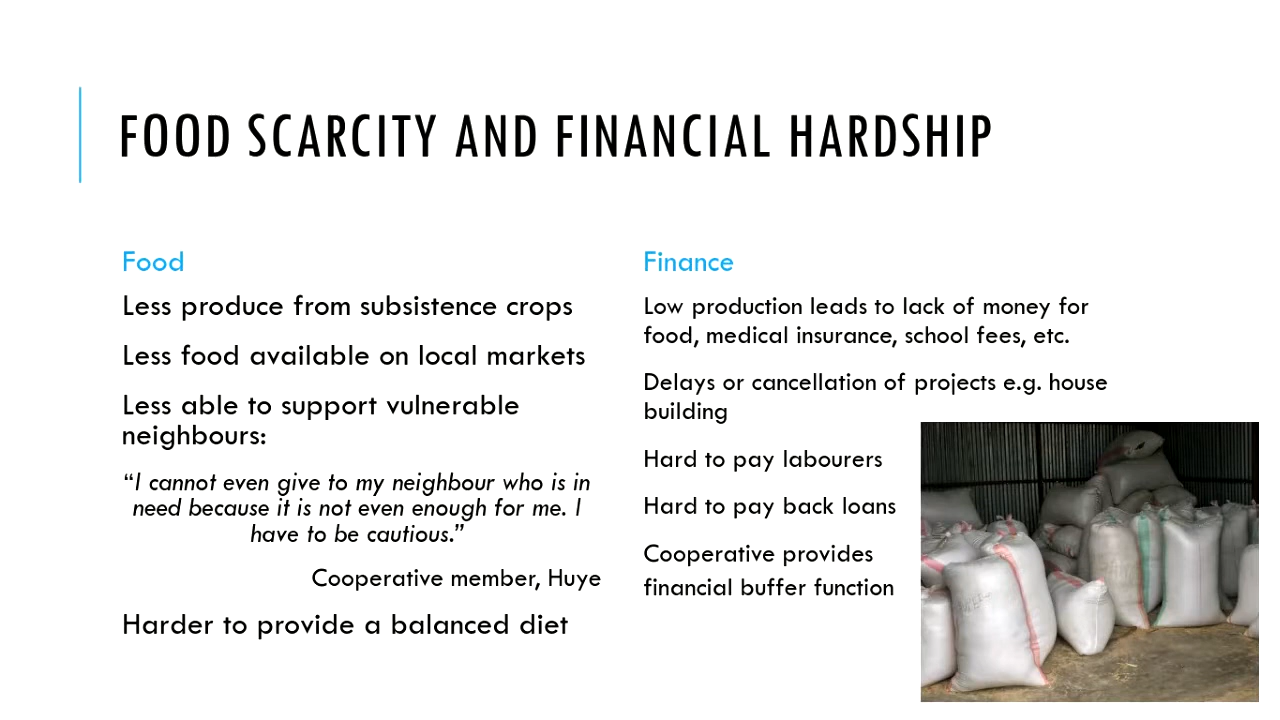 FOOD SCARCITY AND FINANCIAL HARDSHIP
Food
Less produce from subsistence crops
Less food available on local markets
Less able to support vulnerable
neighbours:
“I cannot even give to my neighbour who is in
need because it is not even enough for me. I
have to be cautious.”
Cooperative member, Huye
Harder to provide a balanced diet
Finance
Low production leads to lack of money for
food, medical insurance, school fees, etc.
Delays or cancellation of projects e.g. house
building
Hard to pay labourers
Hard to pay back loans
Cooperative provides
financial buffer function